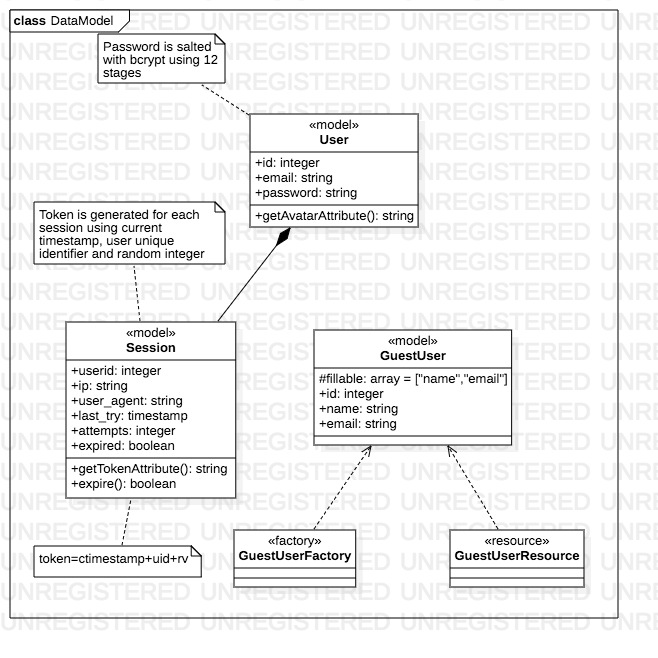 class DataModel
Password is salted
with bcrypt using 12
stages
«model»
User
+id: integer
+email: string
+password: string
+getAvatarAttribute(): string
Token is generated for each
session using current
timestamp, user unique
identifier and random integer
«model»
Session
+userid: integer
+ip: string
+user_agent: string
+last_try: timestamp
+attempts: integer
+expired: boolean
+getTokenAttribute(): string
+expire(): boolean
«model»
GuestUser
#fillable: array = ["name","email"]
+id: integer
+name: string
+email: string
token=ctimestamp+uid+rv
«factory»
GuestUserFactory
«resource»
GuestUserResource
UNREGISTERED